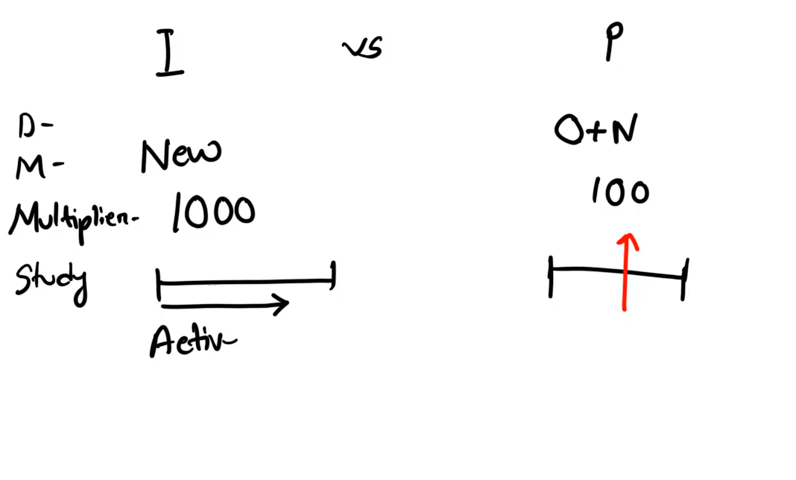 I vs P
D-
M- New O+N
Multiplier- 1000 100
Study
Activ